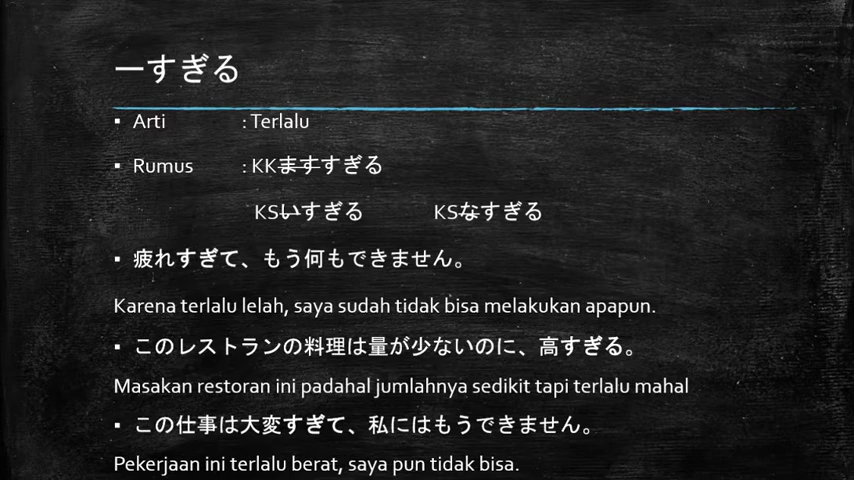 ーすぎる
▪ Arti : Terlalu
▪ Rumus : KKますすぎる
KSいすぎる KSなすぎる
▪ 疲れすぎて、もう何もできません。
Karena terlalu lelah, saya sudah tidak bisa melakukan apapun.
▪ このレストランの料理は量が少ないのに、高すぎる。
Masakan restoran ini padahal jumlahnya sedikit tapi terlalu mahal
▪ この仕事は大変すぎて、私にはもうできません。
Pekerjaan ini terlalu berat, saya pun tidak bisa.